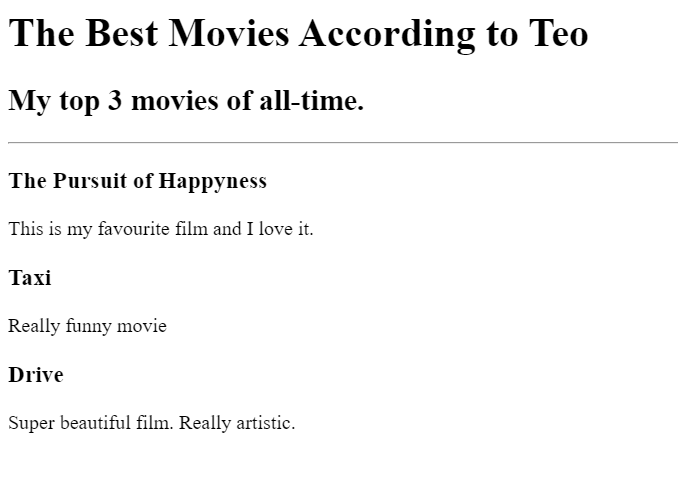 The Best Movies According to Teo
My top 3 movies of all-time.
The Pursuit of Happyness
This is my favourite film and I love it.
Taxi
Really funny movie
Drive
Super beautiful film. Really artistic.